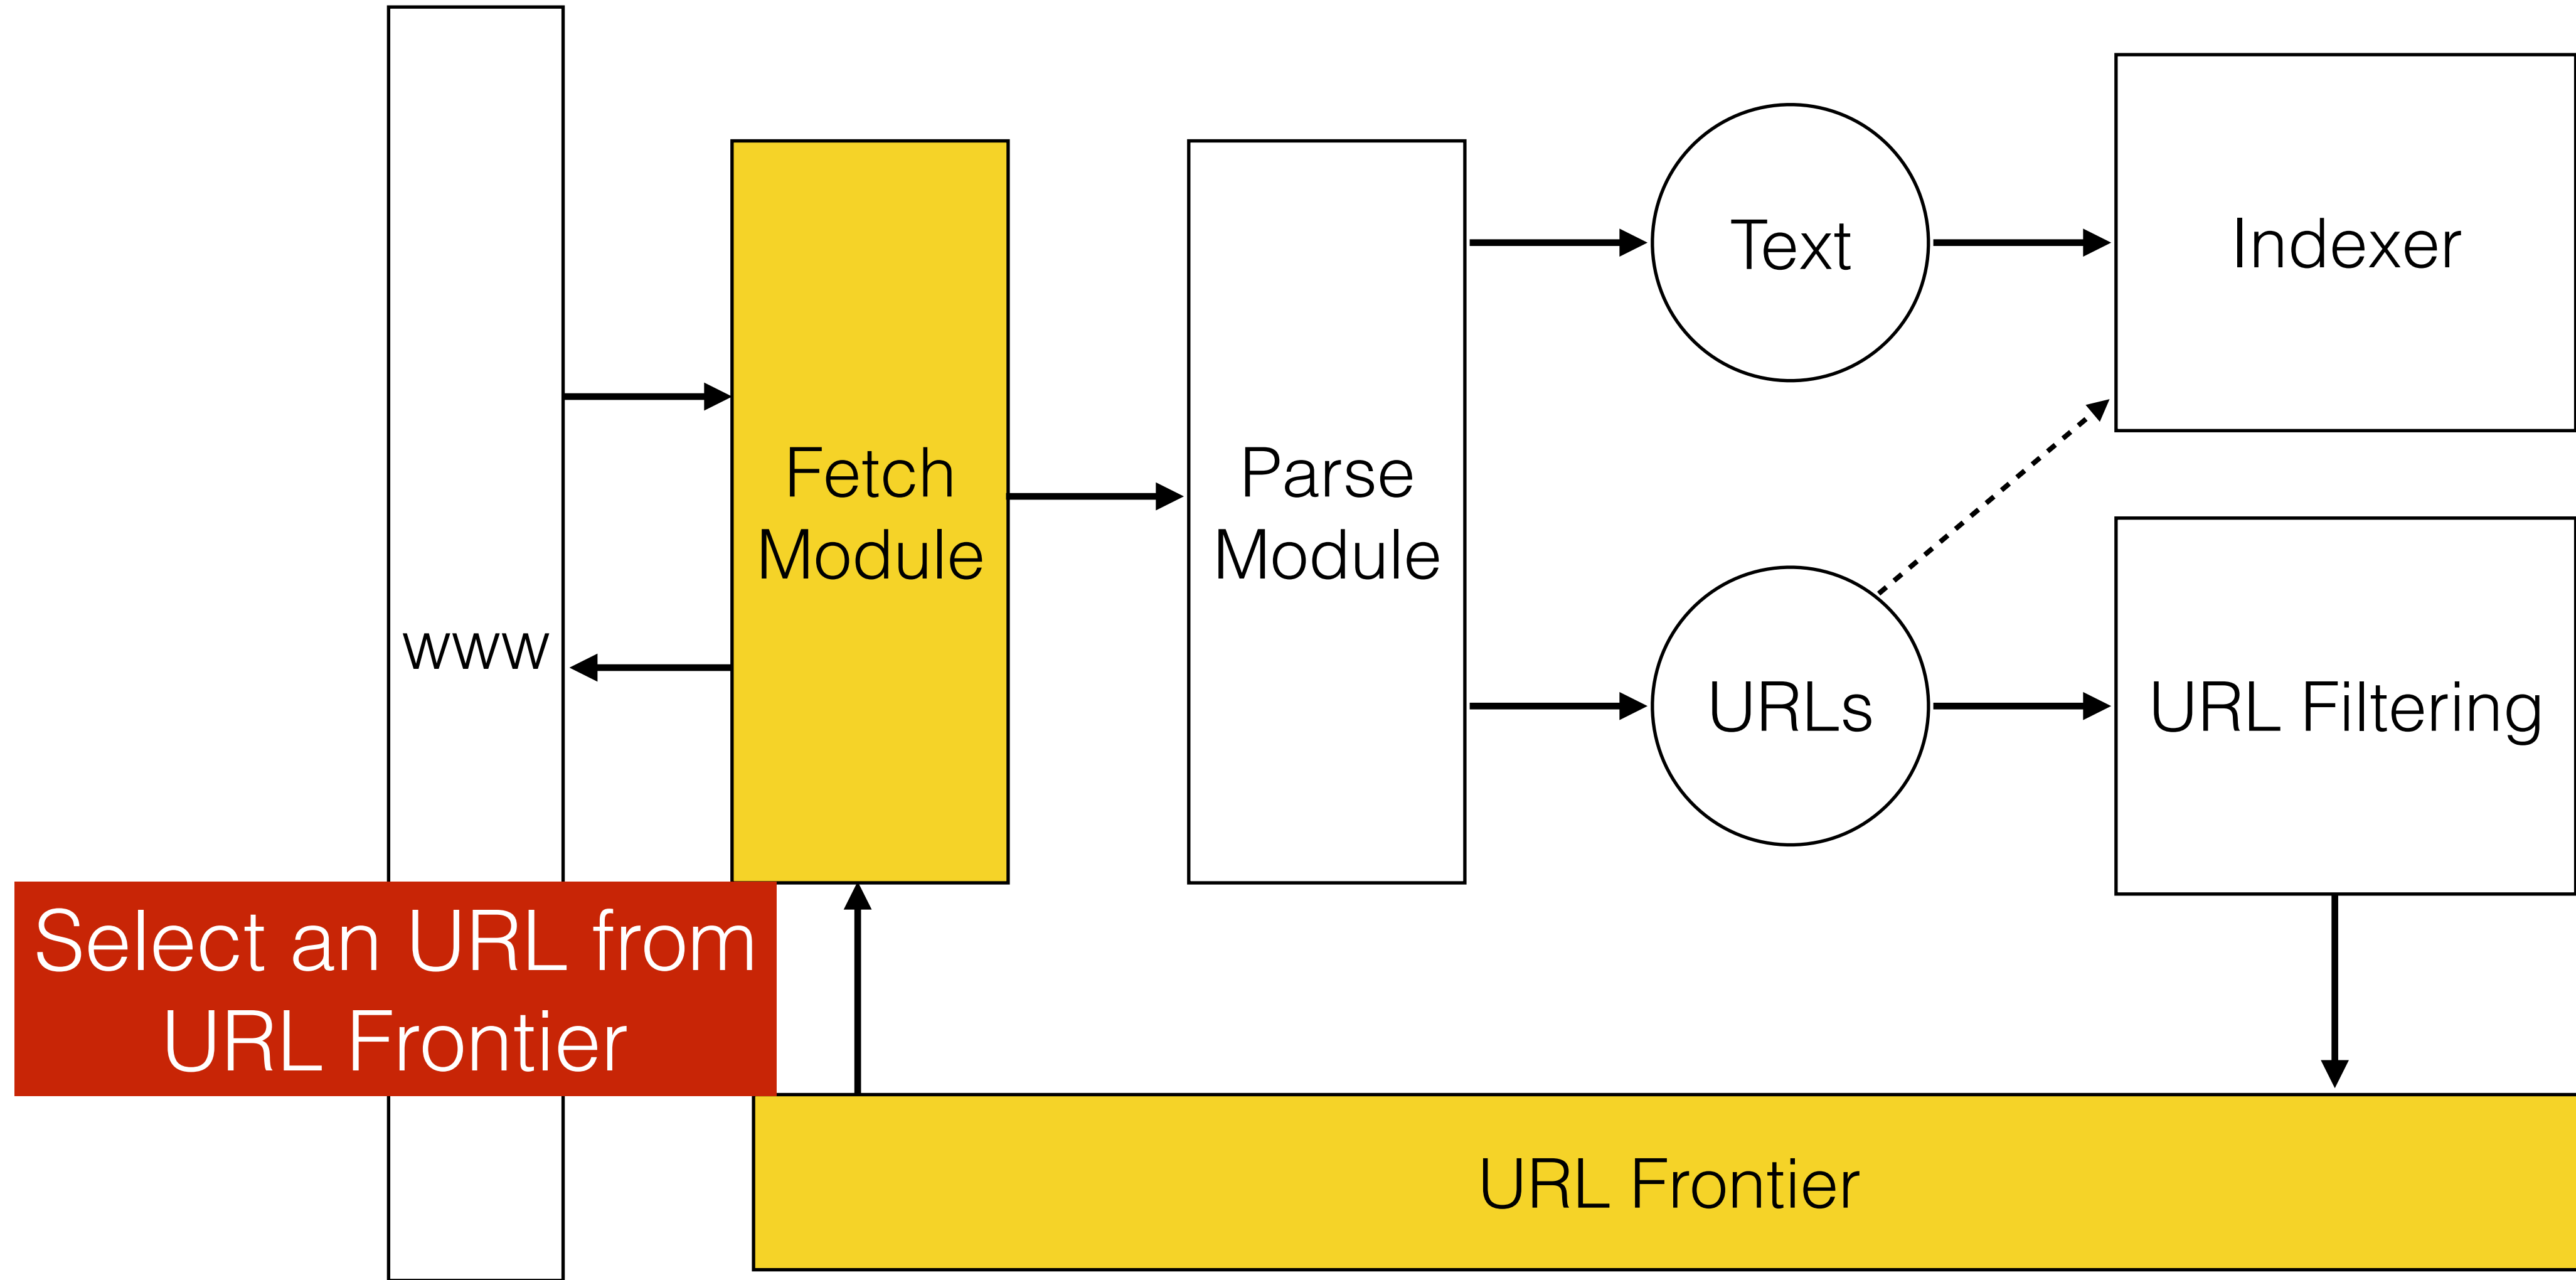 www
Fetch
Module
Parse
Module
Text
URLs
Indexer
URL Filtering
Select an URL from
URL Frontier
URL Frontier